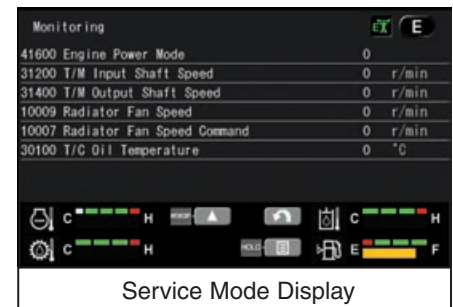 Monitoring E
41600 Engine Power Mode 0
31200 T/M Input Shaft Speed 0 r/min
31400 T/M Output Shaft Speed 0 r/min
10009 Radiator Fan Speed 0 r/min
10007 Radiator Fan Speed Command 0 r/min
30100 T/C Oil Temperature 0 °C
C H C H
C H HOLD E F
Service Mode Display